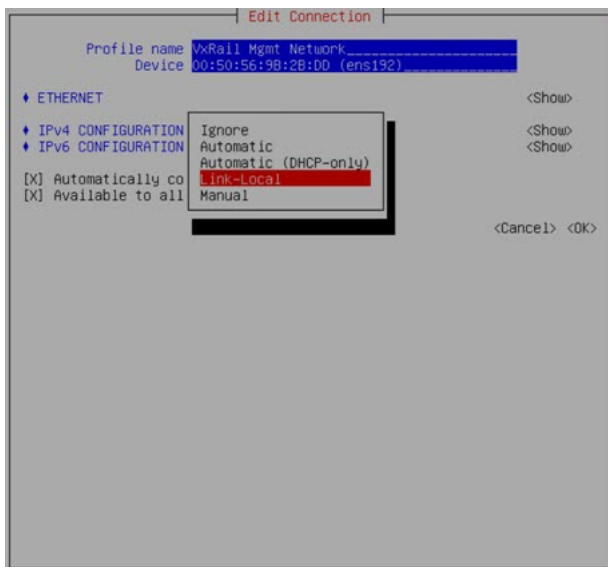 Edit Connection
Profile name VxRail Mgmt Network
Device 00:50:56:9B:2B:DD (ens192)
♦ ETHERNET <Show>
♦ IPv4 CONFIGURATION Ignore <Show>
♦ IPv6 CONFIGURATION Automatic <Show>
Automatic (DHCP-only)
[X] Automatically co Link-Local
[X] Available to all Manual
<Cancel> <OK>